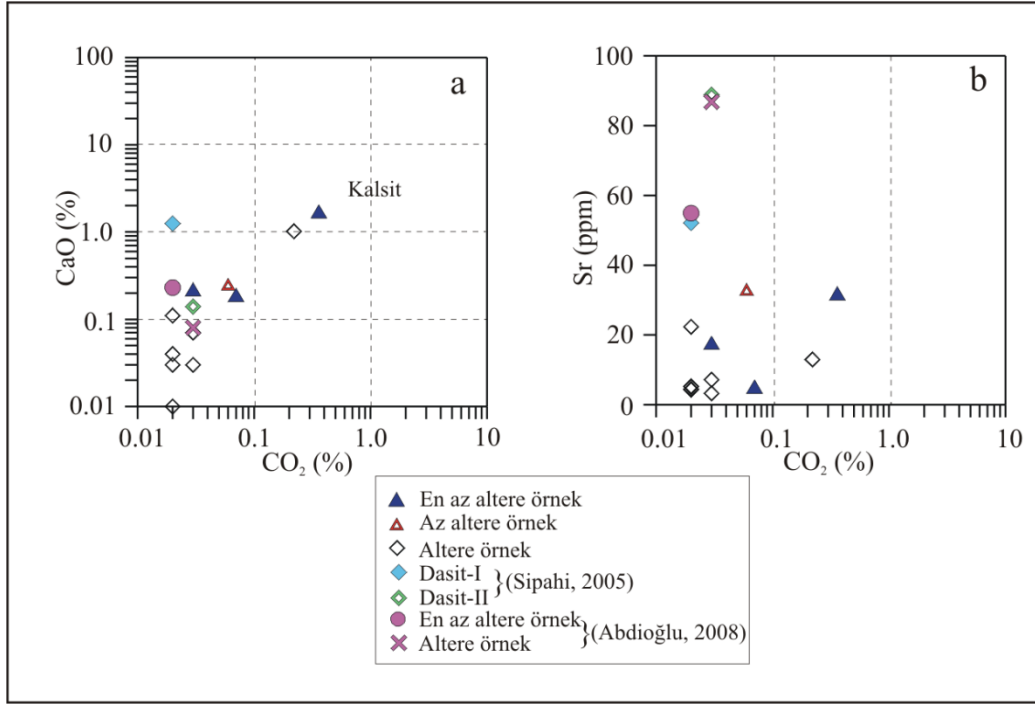 a
100
10
1.0
0.1
0.01
CaO (%)
Kalsit
0.01 0.1 1.0 10
CO₂ (%)
b
100
80
60
40
20
0
Sr (ppm)
0.01 0.1 1.0 10
CO₂ (%)
En az altere örnek
Az altere örnek
Altere örnek
Dasit-I
Dasit-II
}(Sipahi, 2005)
En az altere örnek
Altere örnek
}(Abdioğlu, 2008)